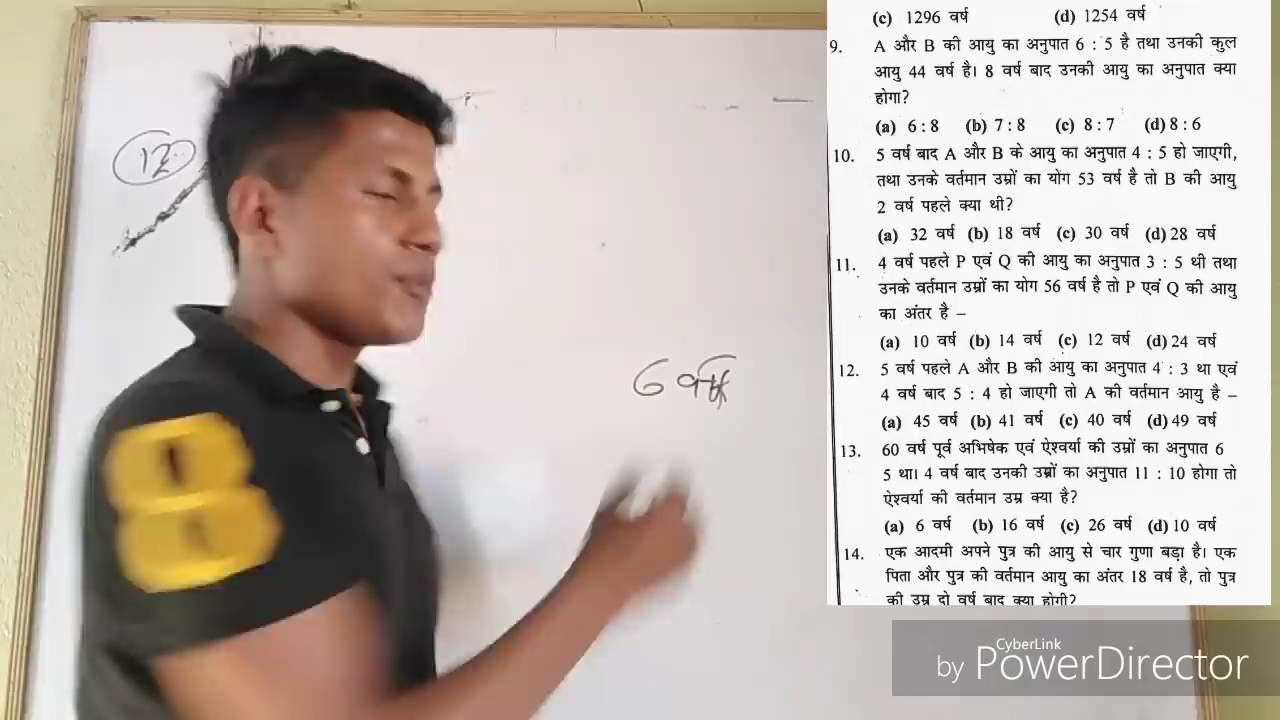 12
6 वर्ष
8
(c) 1296 वर्ष (d) 1254 वर्ष
9. A और B की आयु का अनुपात 6 : 5 है तथा उनकी कुल
आयु 44 वर्ष है। 8 वर्ष बाद उनकी आयु का अनुपात क्या
होगा?
(a) 6 : 8 (b) 7 : 8 (c) 8 : 7 (d) 8 : 6
10. 5 वर्ष बाद A और B के आयु का अनुपात 4 : 5 हो जाएगी,
तथा उनके वर्तमान उम्रों का योग 53 वर्ष है तो B की आयु
2 वर्ष पहले क्या थी?
(a) 32 वर्ष (b) 18 वर्ष (c) 30 वर्ष (d) 28 वर्ष
11. 4 वर्ष पहले P एवं Q की आयु का अनुपात 3 : 5 थी तथा
उनके वर्तमान उम्रों का योग 56 वर्ष है तो P एवं Q की आयु
का अंतर है –
(a) 10 वर्ष (b) 14 वर्ष (c) 12 वर्ष (d) 24 वर्ष
12. 5 वर्ष पहले A और B की आयु का अनुपात 4 : 3 था एवं
4 वर्ष बाद 5 : 4 हो जाएगी तो A की वर्तमान आयु है –
(a) 45 वर्ष (b) 41 वर्ष (c) 40 वर्ष (d) 49 वर्ष
13. 60 वर्ष पूर्व अभिषेक एवं ऐश्वर्या की उम्रों का अनुपात 6
5 था। 4 वर्ष बाद उनकी उम्रों का अनुपात 11 : 10 होगा तो
ऐश्वर्या की वर्तमान उम्र क्या है?
(a) 6 वर्ष (b) 16 वर्ष (c) 26 वर्ष (d) 10 वर्ष
14. एक आदमी अपने पुत्र की आयु से चार गुणा बड़ा है। एक
पिता और पुत्र की वर्तमान आयु का अंतर 18 वर्ष है, तो पुत्र
की उम्र दो वर्ष बाद क्या होगी?
CyberLink
by PowerDirector